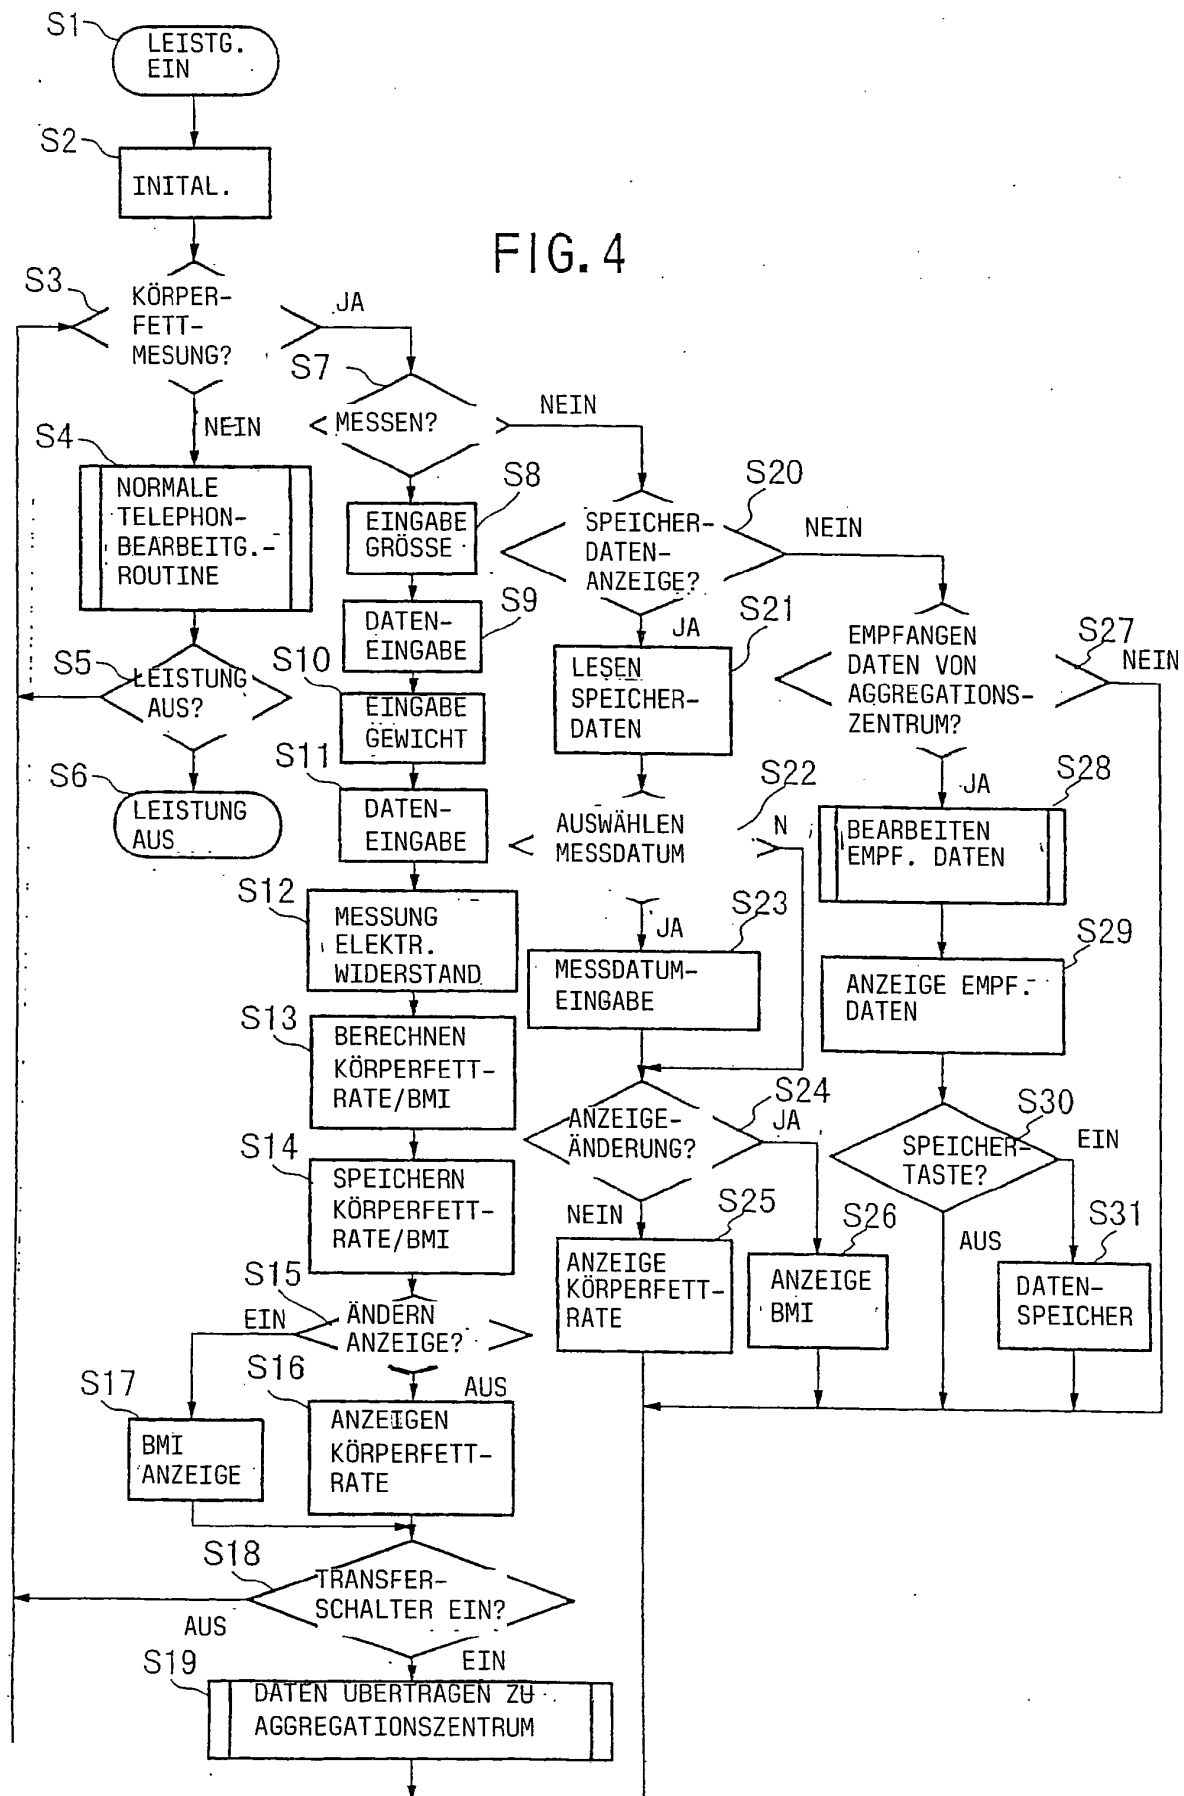 S1
LEISTG.
EIN
S2
INITAL.
FIG. 4
S3
KÖRPER-
FETT-
MESUNG?
JA
NEIN
S4
NORMALE
TELEPHON-
BEARBEITG.-
ROUTINE
S5
LEISTUNG
AUS?
S6
LEISTUNG
AUS
S7
MESSEN?
NEIN
S8
EINGABE
GRÖSSE
S9
DATEN-
EINGABE
S10
EINGABE
GEWICHT
S11
DATEN-
EINGABE
S12
MESSUNG
ELEKTR.
WIDERSTAND
S13
BERECHNEN
KÖRPERFETT-
RATE/BMI
S14
SPEICHERN
KÖRPERFETT-
RATE/BMI
S15
ÄNDERN
ANZEIGE?
EIN
AUS
S16
ANZEIGEN
KÖRPERFETT-
RATE
S17
BMI
ANZEIGE
S18
TRANSFER-
SCHALTER EIN?
AUS
EIN
S19
DATEN UBERTRAGEN ZU
AGGREGATIONSZENTRUM
S20
SPEICHER-
DATEN-
ANZEIGE?
NEIN
JA
S21
LESEN
SPEICHER-
DATEN
S22
AUSWÄHLEN
MESSDATUM
N
JA
S23
MESSDATUM-
EINGABE
S24
ANZEIGE-
ÄNDERUNG?
JA
NEIN
S25
ANZEIGE
KÖRPERFETT-
RATE
S26
ANZEIGE
BMI
S27
EMPFANGEN
DATEN VON
AGGREGATIONS-
ZENTRUM?
NEIN
JA
S28
BEARBEITEN
EMPF. DATEN
S29
ANZEIGE EMPF.-
DATEN
S30
SPEICHER-
TASTE?
EIN
AUS
S31
DATEN-
SPEICHER